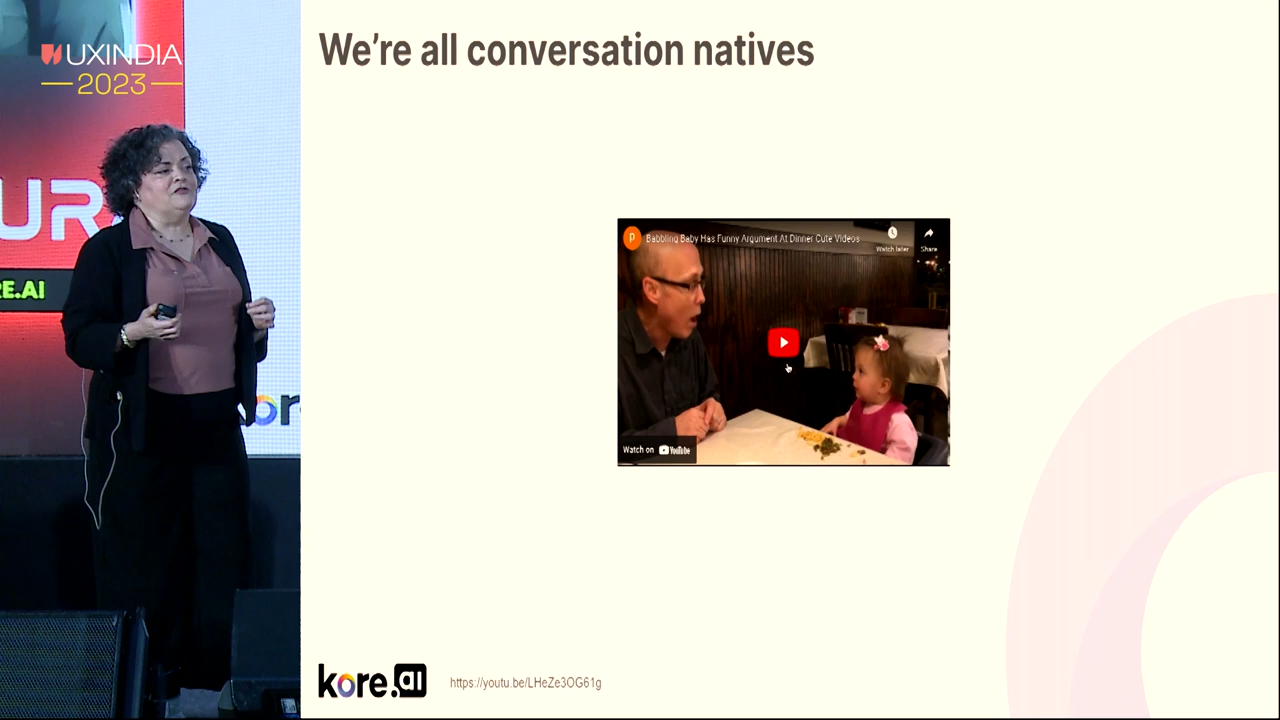 UXINDIA
2023
UR
RE.AI
kor
We're all conversation natives
P
Babbling Baby Has Funny Argument At Dinner Cute Videos
Watch later
Share
Watch on YouTube
kore.ai
https://youtu.be/LHeZe3OG61g